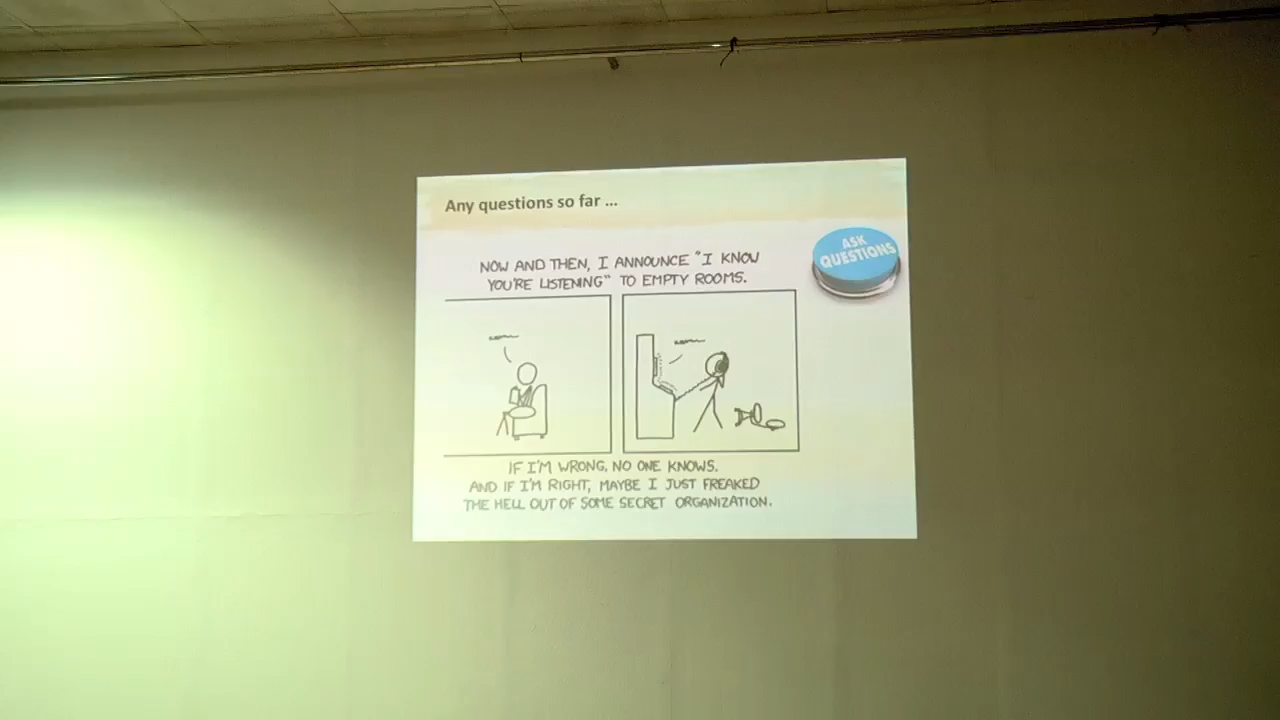 Any questions so far ...
ASK
QUESTIONS
NOW AND THEN, I ANNOUNCE "I KNOW
YOU'RE LISTENING" TO EMPTY ROOMS.
IF I'M WRONG, NO ONE KNOWS.
AND IF I'M RIGHT, MAYBE I JUST FREAKED
THE HELL OUT OF SOME SECRET ORGANIZATION.